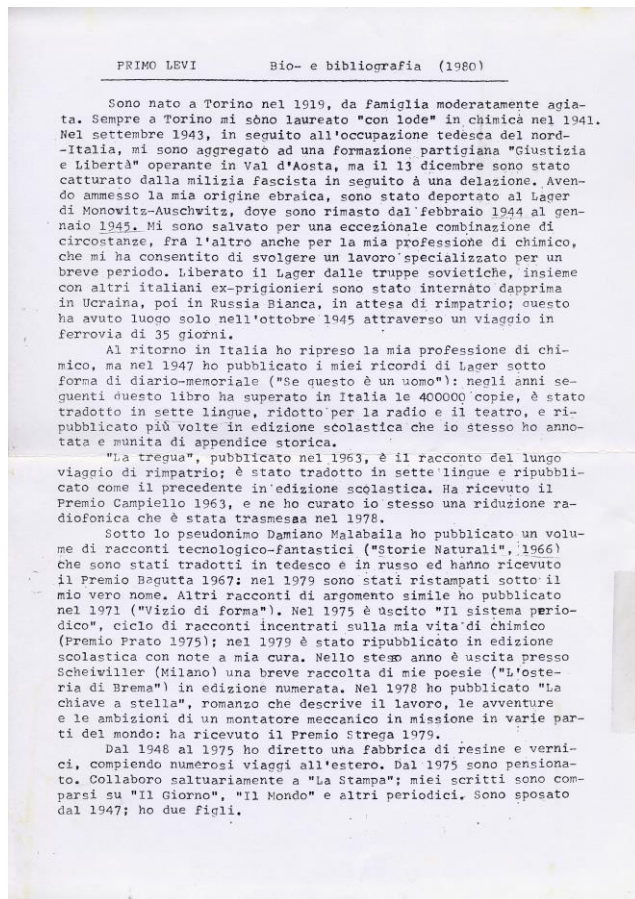 PRIMO LEVI Bio- e bibliografia (1980)
Sono nato a Torino nel 1919, da famiglia moderatamente agia-
ta. Sempre a Torino mi sono laureato "con lode" in chimica nel 1941.
Nel settembre 1943, in seguito all'occupazione tedesca del nord-
-Italia, mi sono aggregato ad una formazione partigiana "Giustizia
e Libertà" operante in Val d'Aosta, ma il 13 dicembre sono stato
catturato dalla milizia fascista in seguito à una delazione. Aven-
do ammesso la mia origine ebraica, sono stato deportato al Lager
di Monowitz-Auschwitz, dove sono rimasto dal febbraio 1944 al gen-
naio 1945. Mi sono salvato per una eccezionale combinazione di
circostanze, fra l'altro anche per la mia professione di chimico,
che mi ha consentito di svolgere un lavoro specializzato per un
breve periodo. Liberato il Lager dalle truppe sovietiche, insieme
con altri italiani ex-prigionieri sono stato internato dapprima
in Ucraina, poi in Russia Bianca, in attesa di rimpatrio; questo
ha avuto luogo solo nell'ottobre 1945 attraverso un viaggio in
ferrovia di 35 giorni.
Al ritorno in Italia ho ripreso la mia professione di chi-
mico, ma nel 1947 ho pubblicato i miei ricordi di Lager sotto
forma di diario-memoriale ("Se questo è un uomo"): negli anni se-
guenti questo libro ha superato in Italia le 400000 copie, è stato
tradotto in sette lingue, ridotto per la radio e il teatro, e ri-
pubblicato più volte in edizione scolastica che io stesso ho anno-
tata e munita di appendice storica.
"La tregua", pubblicato nel 1963, è il racconto del lungo
viaggio di rimpatrio; è stato tradotto in sette lingue e ripubbli-
cato come il precedente in edizione scolastica. Ha ricevuto il
Premio Campiello 1963, e ne ho curato io stesso una riduzione ra-
diofonica che è stata trasmessa nel 1978.
Sotto lo pseudonimo Damiano Malabaila ho pubblicato un volu-
me di racconti tecnologico-fantastici ("Storie Naturali", 1966)
che sono stati tradotti in tedesco e in russo ed hanno ricevuto
il Premio Bagutta 1967: nel 1979 sono stati ristampati sotto il
mio vero nome. Altri racconti di argomento simile ho pubblicato
nel 1971 ("Vizio di forma"). Nel 1975 è uscito "Il sistema perio-
dico", ciclo di racconti incentrati sulla mia vita di chimico
(Premio Prato 1975); nel 1979 è stato ripubblicato in edizione
scolastica con note a mia cura. Nello stesso anno è uscita presso
Scheiwiller (Milano) una breve raccolta di mie poesie ("L'oste-
ria di Brema") in edizione numerata. Nel 1978 ho pubblicato "La
chiave a stella", romanzo che descrive il lavoro, le avventure
e le ambizioni di un montatore meccanico in missione in varie par-
ti del mondo: ha ricevuto il Premio Strega 1979.
Dal 1948 al 1975 ho diretto una fabbrica di resine e verni-
ci, compiendo numerosi viaggi all'estero. Dal 1975 sono pensiona-
to. Collaboro saltuariamente a "La Stampa"; miei scritti sono com-
parsi su "Il Giorno", "Il Mondo" e altri periodici. Sono sposato
dal 1947; ho due figli.